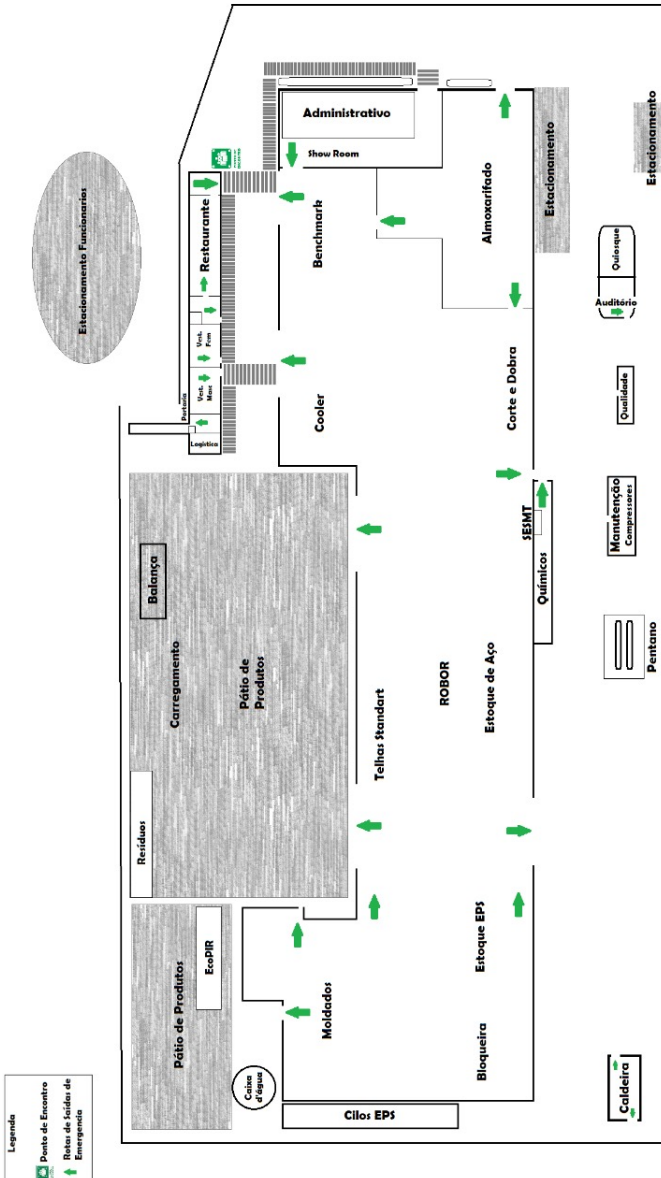 Administrativo
Show Room
Restaurante
Estacionamento Funcionarios
Benchmark
Almoxarifado
Estacionamento
Estacionamento
Quiosque
Auditório
Vest.
Fem
Vest.
Masc
Portaria
Logística
Cooler
Corte e Dobra
Qualidade
Balança
Carregamento
Pátio de
Produtos
SESMT
Químicos
Manutenção
Compressores
Pentano
ROBOR
Estoque de Aço
Telhas Standart
Resíduos
Pátio de Produtos
EcoPIR
Moldados
Estoque EPS
Bloqueira
Caixa
d'água
Cilos EPS
Caldeira
Legenda
Ponto de Encontro
Rotas de Saídas de
Emergencia